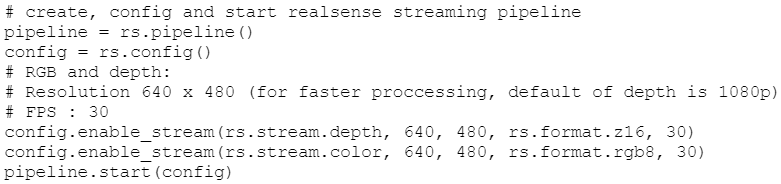 # create, config and start realsense streaming pipeline
pipeline = rs.pipeline()
config = rs.config()
# RGB and depth:
# Resolution 640 x 480 (for faster proccessing, default of depth is 1080p)
# FPS : 30
config.enable_stream(rs.stream.depth, 640, 480, rs.format.z16, 30)
config.enable_stream(rs.stream.color, 640, 480, rs.format.rgb8, 30)
pipeline.start(config)